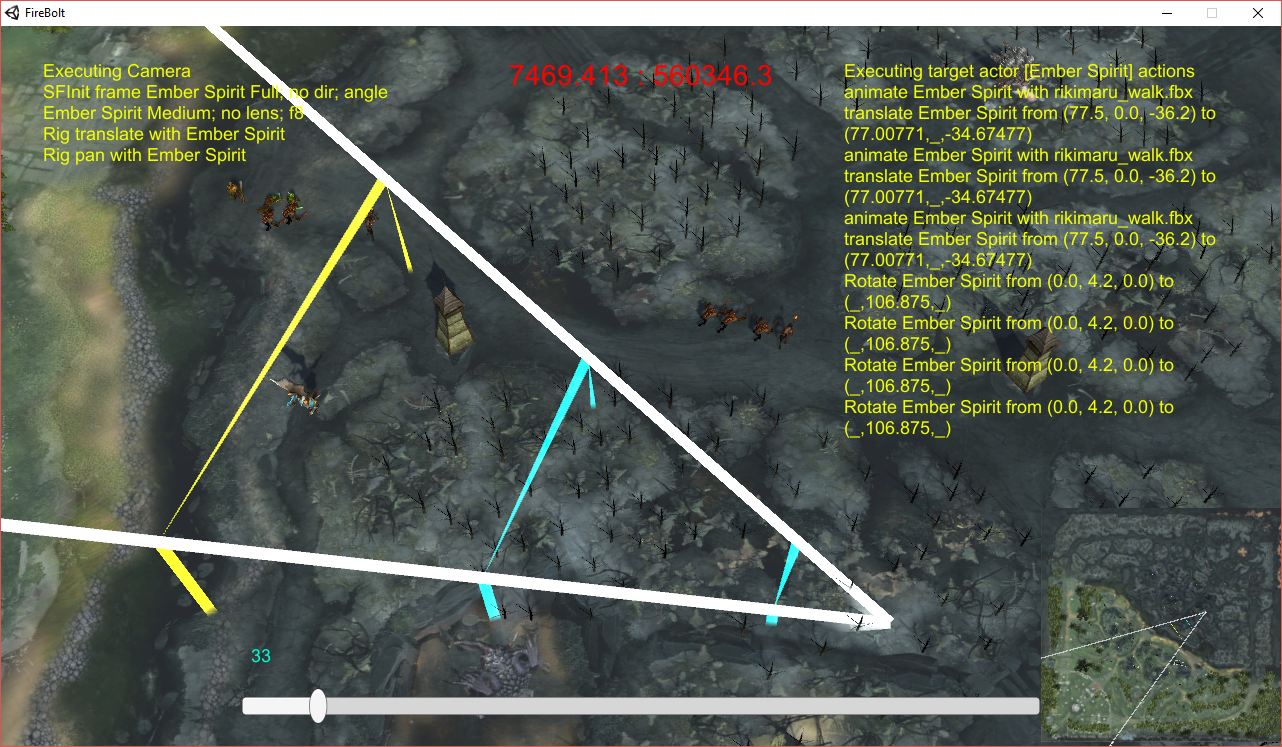 FireBolt
Executing Camera
SFInit frame Ember Spirit Full; no dir; angle
Ember Spirit Medium; no lens; f8
Rig translate with Ember Spirit
Rig pan with Ember Spirit
7469.413 : 560346.3
Executing target actor [Ember Spirit] actions
animate Ember Spirit with rikimaru_walk.fbx
translate Ember Spirit from (77.5, 0.0, -36.2) to
(77.00771,_,-34.67477)
animate Ember Spirit with rikimaru_walk.fbx
translate Ember Spirit from (77.5, 0.0, -36.2) to
(77.00771,_,-34.67477)
animate Ember Spirit with rikimaru_walk.fbx
translate Ember Spirit from (77.5, 0.0, -36.2) to
(77.00771,_,-34.67477)
Rotate Ember Spirit from (0.0, 4.2, 0.0) to
(_,106.875,_)
Rotate Ember Spirit from (0.0, 4.2, 0.0) to
(_,106.875,_)
Rotate Ember Spirit from (0.0, 4.2, 0.0) to
(_,106.875,_)
Rotate Ember Spirit from (0.0, 4.2, 0.0) to
(_,106.875,_)
33